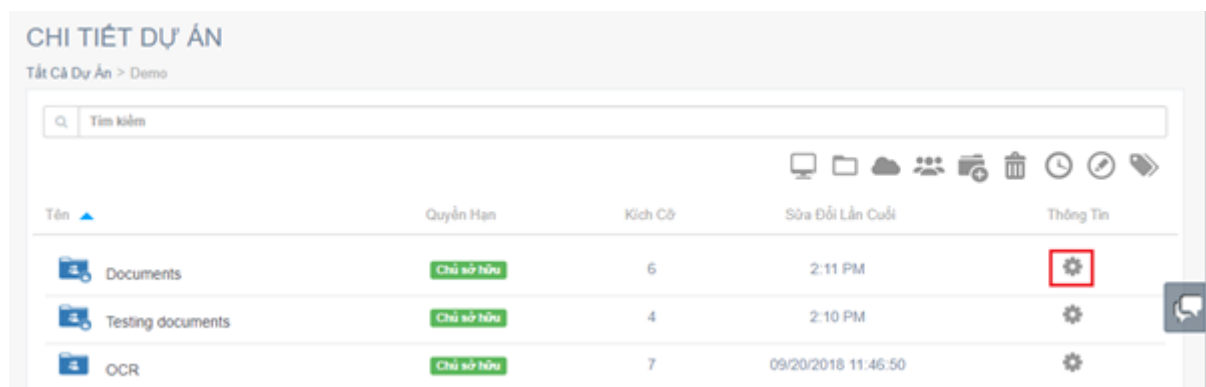 CHI TIẾT DỰ ÁN
Tất Cả Dự Án > Demo
Tìm kiếm
Tên Quyền Hạn Kích Cỡ Sửa Đổi Lần Cuối Thông Tin
Documents Chủ sở hữu 6 2:11 PM
Testing documents Chủ sở hữu 4 2:10 PM
OCR Chủ sở hữu 7 09/20/2018 11:46:50